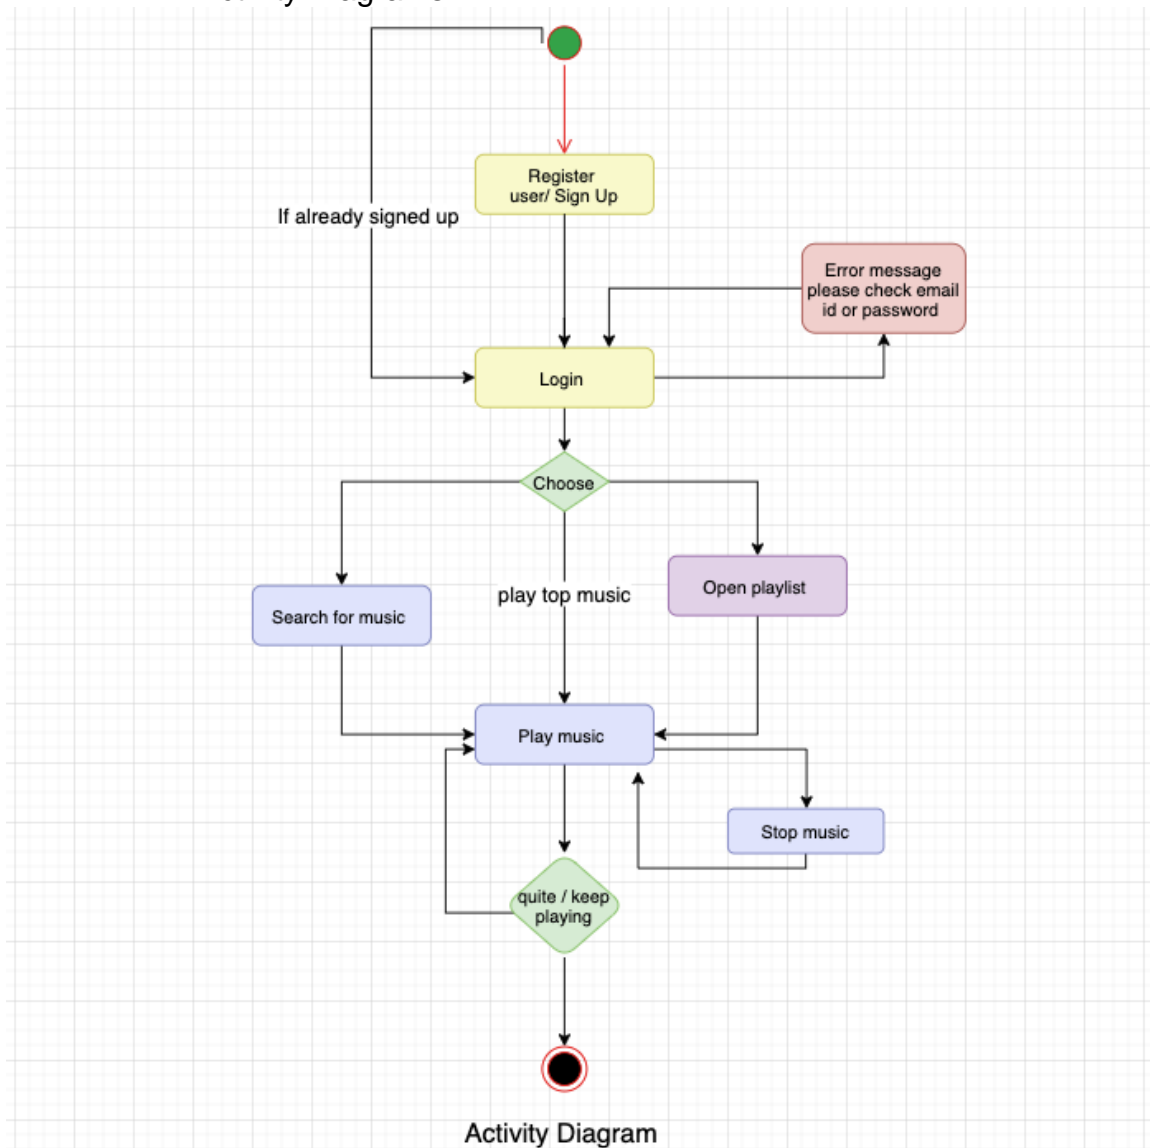 Register
user/ Sign Up
If already signed up
Error message
please check email
id or password
Login
Choose
play top music
Open playlist
Search for music
Play music
Stop music
quite / keep
playing
Activity Diagram